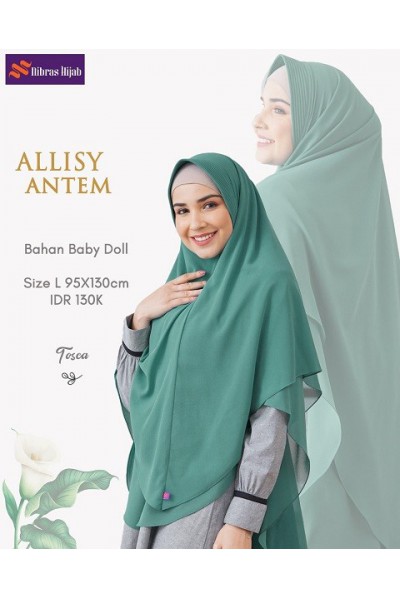 Nibras Hijab
ALLISY
ANTEM
Bahan Baby Doll
Size L 95X130cm
IDR 130K
Tosca